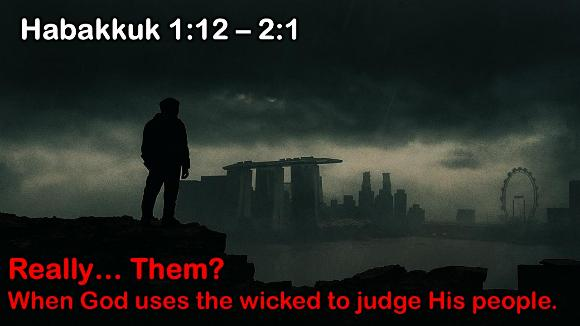 Habakkuk 1:12 – 2:1
Really… Them?
When God uses the wicked to judge His people.